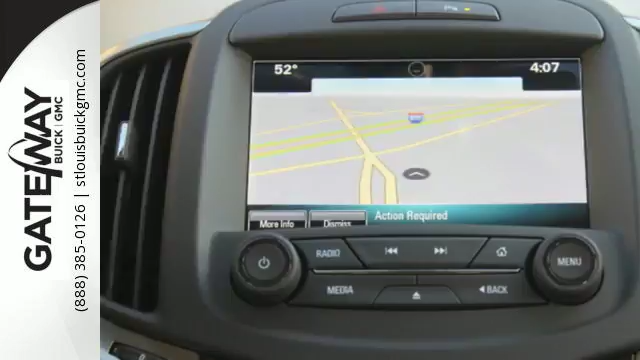 GATEWAY
BUICK | GMC
(888) 385-0126 | stlouisbuickgmc.com
52°
4:07
More Info
Dismiss
Action Required
RADIO
MENU
MEDIA
BACK